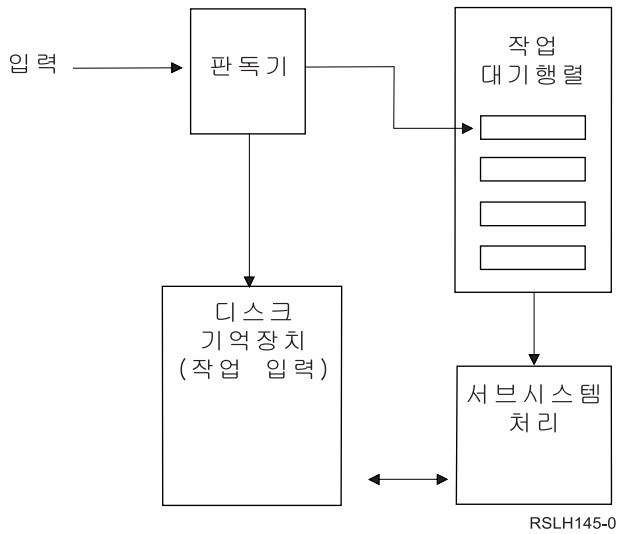 입력
판독기
작업
대기행렬
디스크
기억장치
(작업 입력)
서브시스템
처리
RSLH145-0